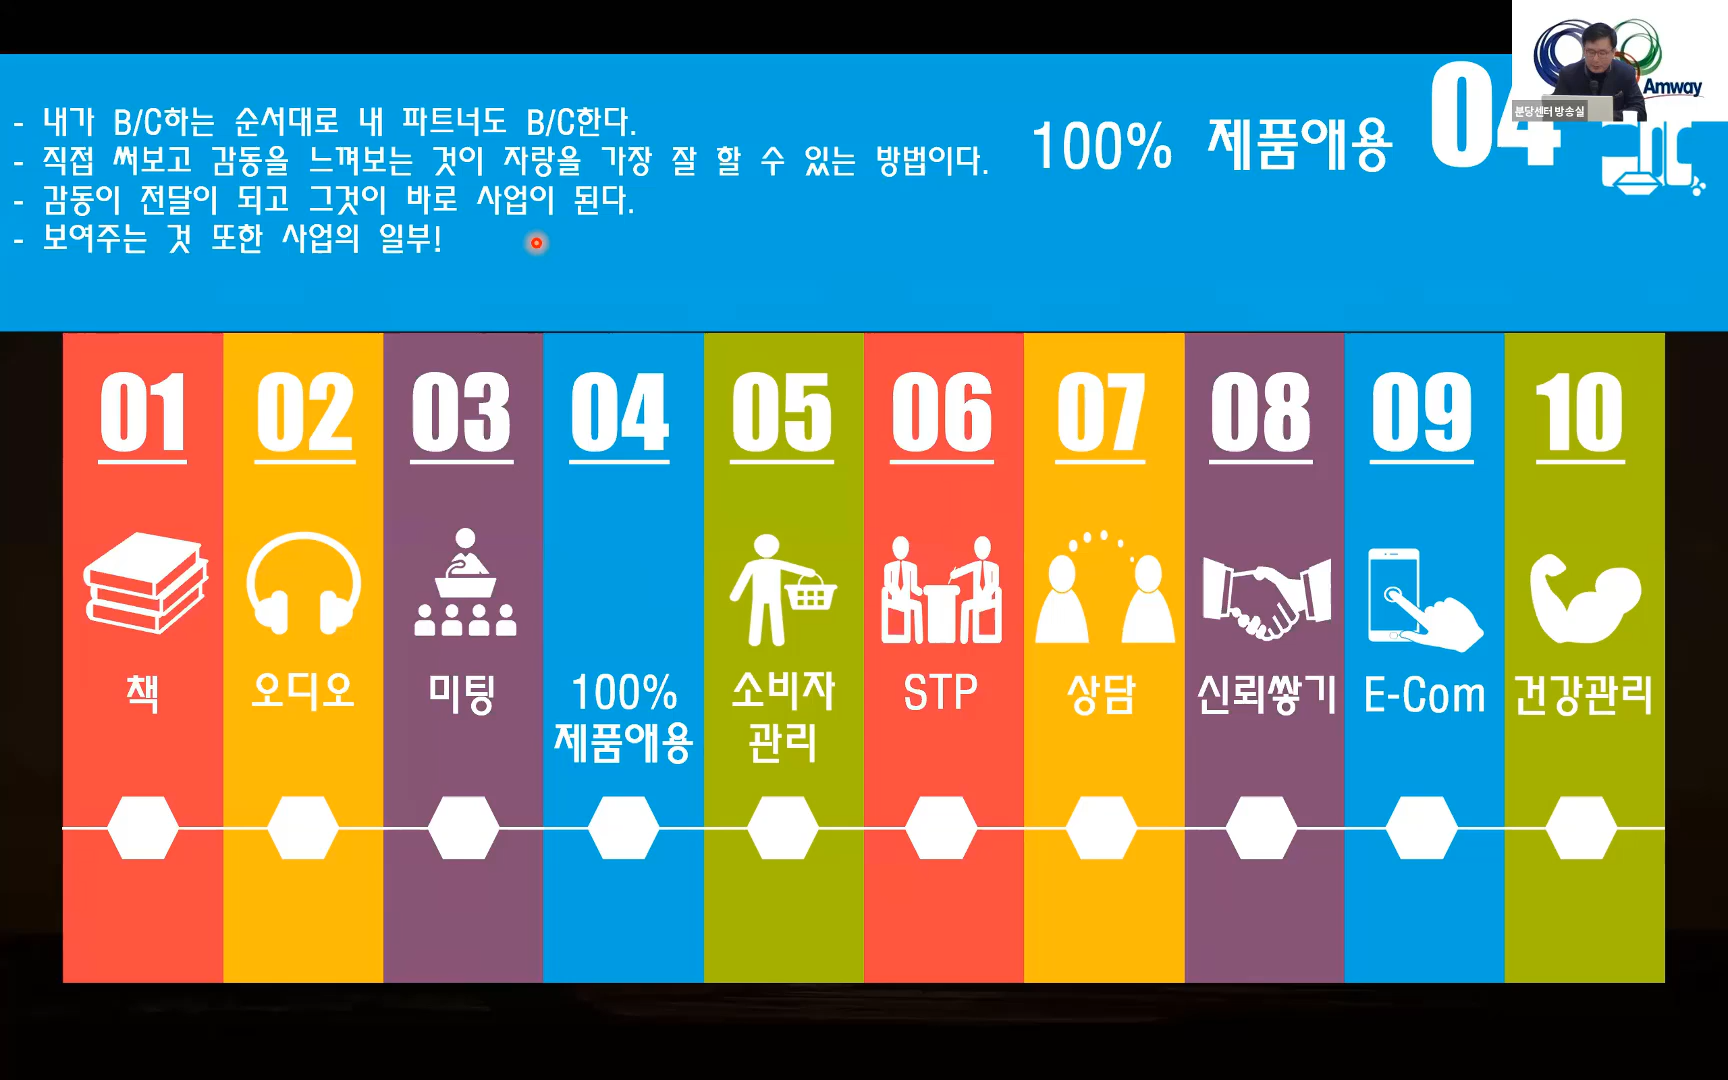 - 내가 B/C하는 순서대로 내 파트너도 B/C한다.
- 직접 써보고 감동을 느껴보는 것이 자랑을 가장 잘 할 수 있는 방법이다.
- 감동이 전달이 되고 그것이 바로 사업이 된다.
- 보여주는 것 또한 사업의 일부!
100% 제품애용 04
Amway
분당센터방송실
01 02 03 04 05 06 07 08 09 10
책 오디오 미팅 100% 소비자 STP 상담 신뢰쌓기 E-Com 건강관리
제품애용 관리